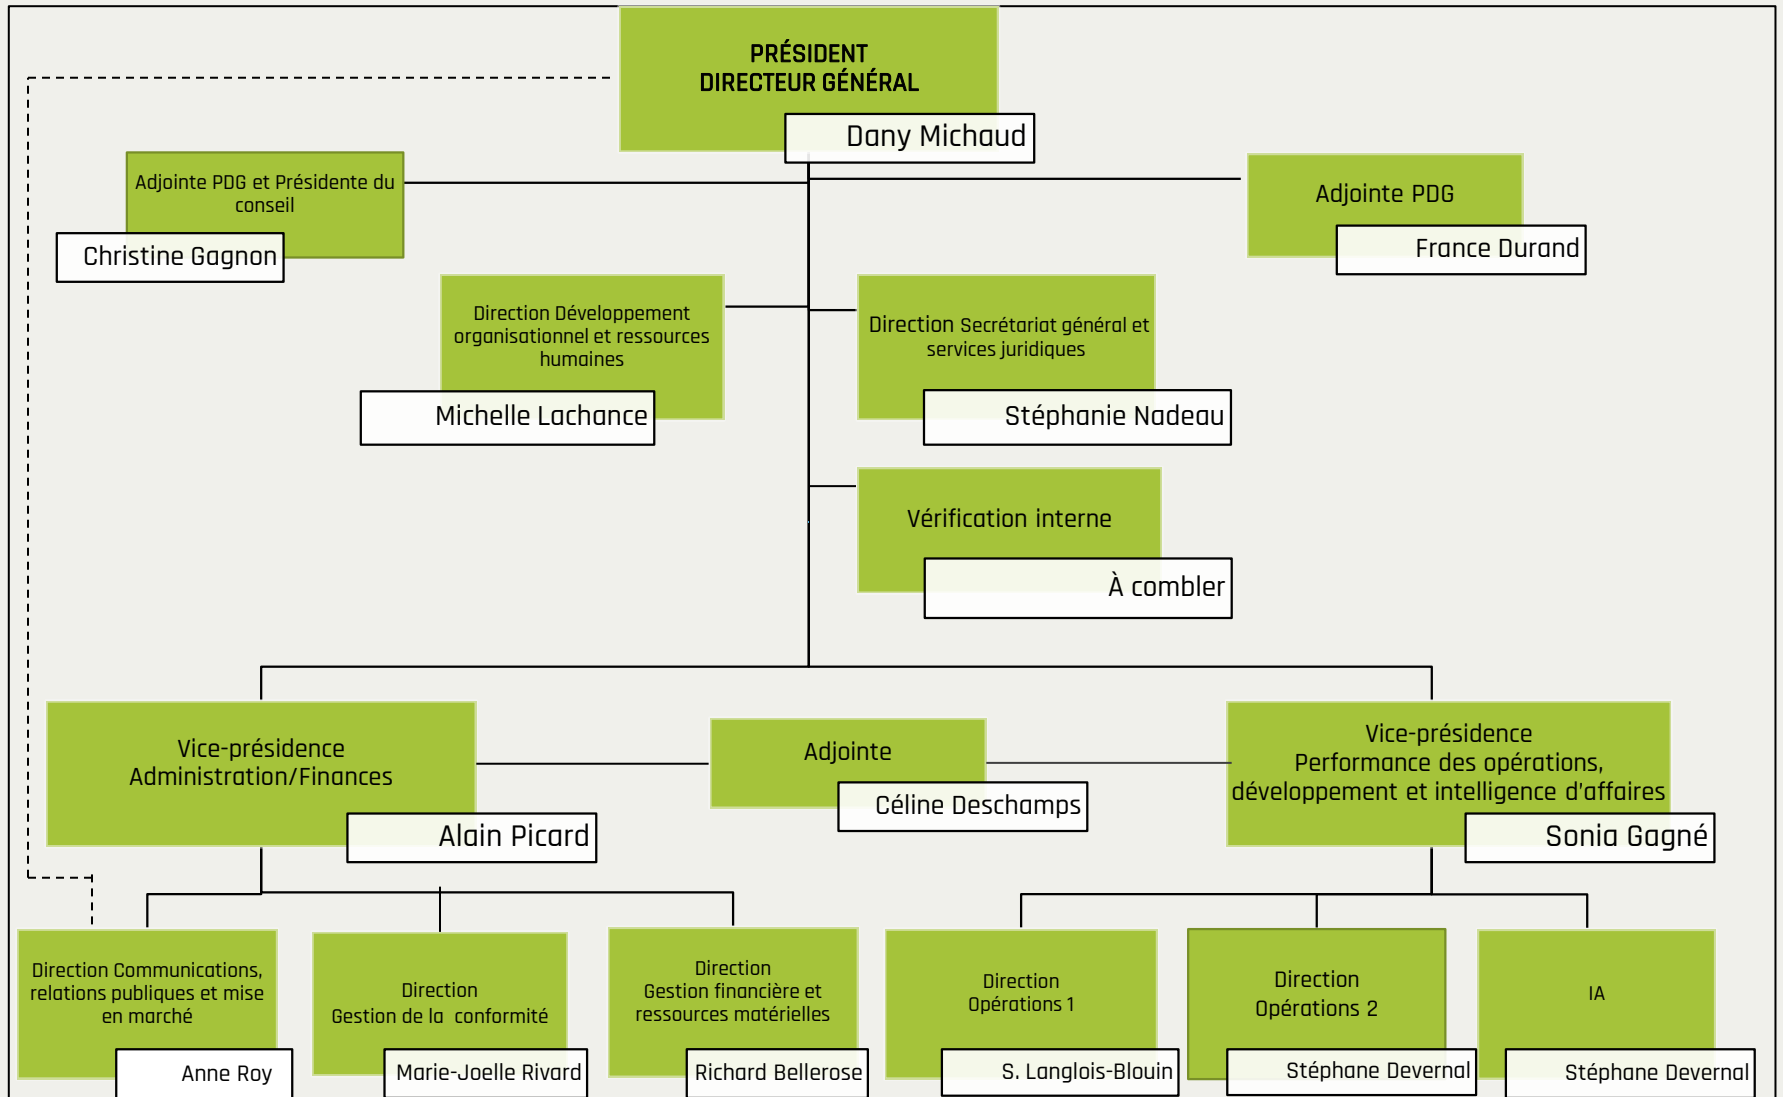 PRÉSIDENT
DIRECTEUR GÉNÉRAL
Dany Michaud
Adjointe PDG et Présidente du
conseil
Christine Gagnon
Adjointe PDG
France Durand
Direction Développement
organisationnel et ressources
humaines
Michelle Lachance
Direction Secrétariat général et
services juridiques
Stéphanie Nadeau
Vérification interne
À combler
Vice-présidence
Administration/Finances
Alain Picard
Adjointe
Céline Deschamps
Vice-présidence
Performance des opérations,
développement et intelligence d'affaires
Sonia Gagné
Direction Communications,
relations publiques et mise
en marché
Anne Roy
Direction
Gestion de la conformité
Marie-Joelle Rivard
Direction
Gestion financière et
ressources matérielles
Richard Bellerose
Direction
Opérations 1
S. Langlois-Blouin
Direction
Opérations 2
Stéphane Devernal
IA
Stéphane Devernal